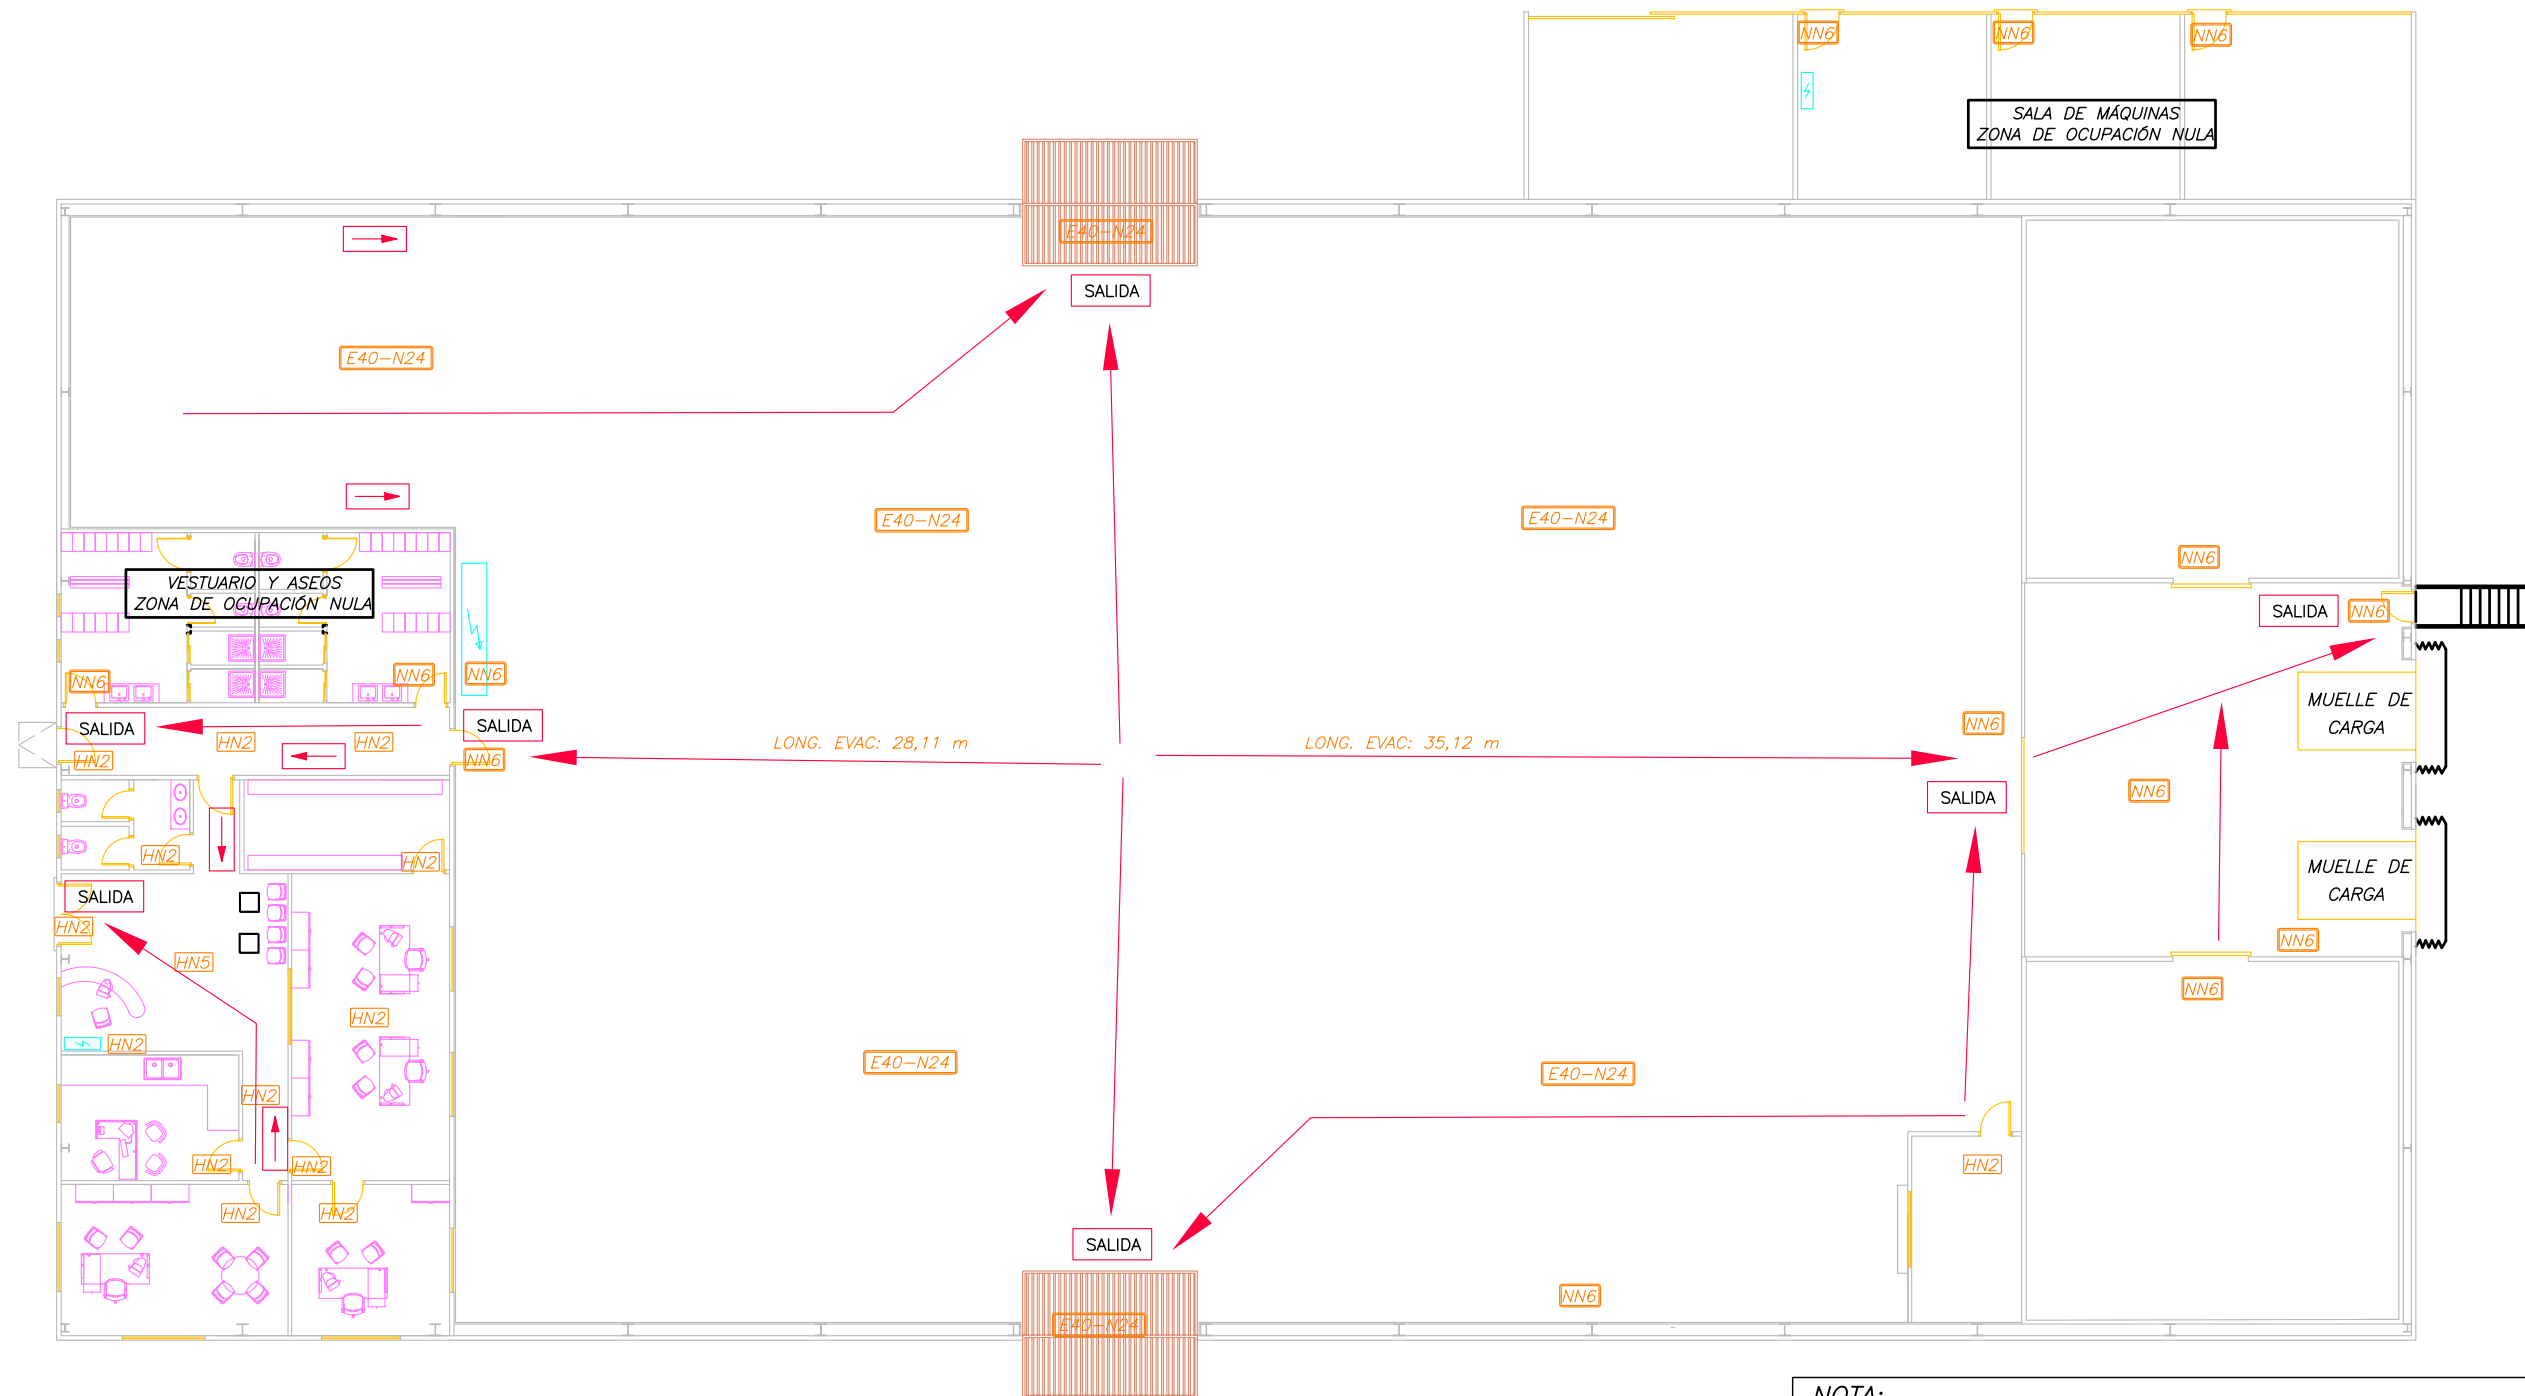 NN6
NN6
NN6
SALA DE MÁQUINAS
ZONA DE OCUPACIÓN NULA
E40-N24
SALIDA
E40-N24
E40-N24
E40-N24
NN6
VESTUARIO Y ASEOS
ZONA DE OCUPACIÓN NULA
SALIDA
NN6
NN6
NN6
NN6
MUELLE DE
CARGA
SALIDA
SALIDA
NN6
HN2
HN2
LONG. EVAC: 28,11 m
LONG. EVAC: 35,12 m
HN2
NN6
NN6
SALIDA
HN2
HN2
MUELLE DE
CARGA
SALIDA
HN2
NN6
HN5
NN6
HN2
HN2
E40-N24
E40-N24
HN2
HN2
HN2
HN2
HN2
HN2
SALIDA
NN6
E40-N24
NOTA: